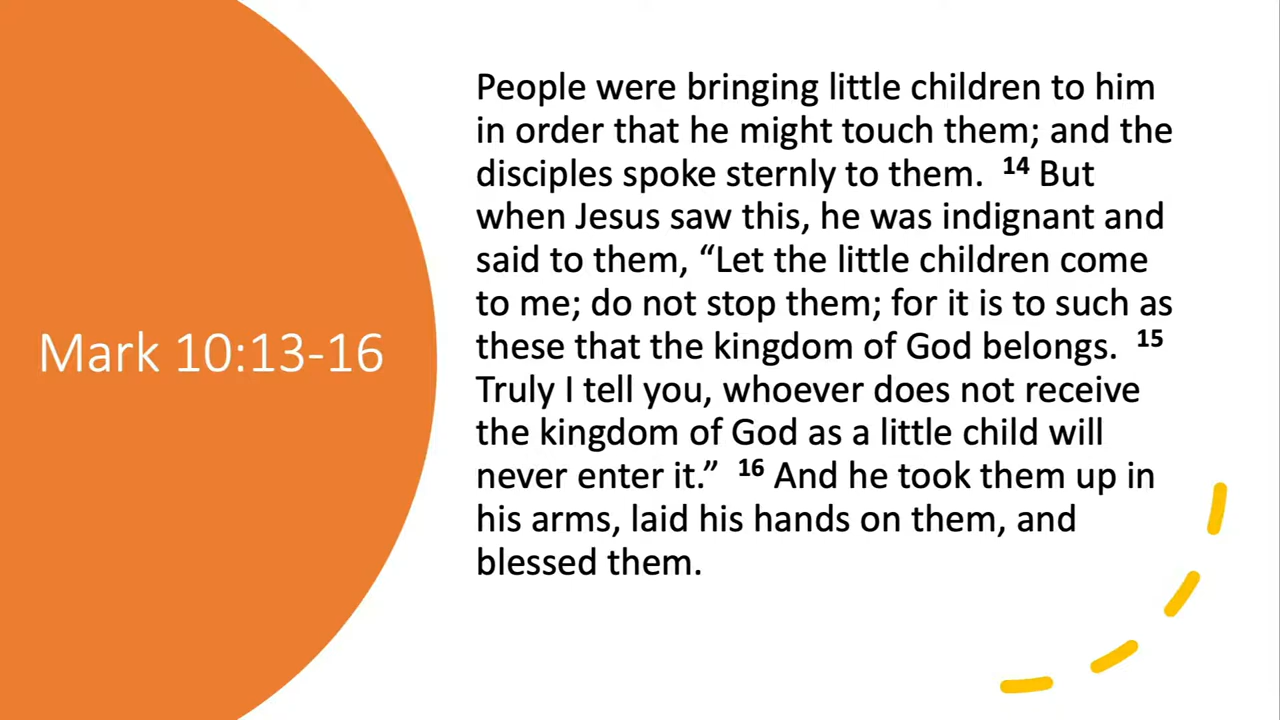 Mark 10:13-16
People were bringing little children to him
in order that he might touch them; and the
disciples spoke sternly to them. 14 But
when Jesus saw this, he was indignant and
said to them, “Let the little children come
to me; do not stop them; for it is to such as
these that the kingdom of God belongs. 15
Truly I tell you, whoever does not receive
the kingdom of God as a little child will
never enter it.” 16 And he took them up in
his arms, laid his hands on them, and
blessed them.